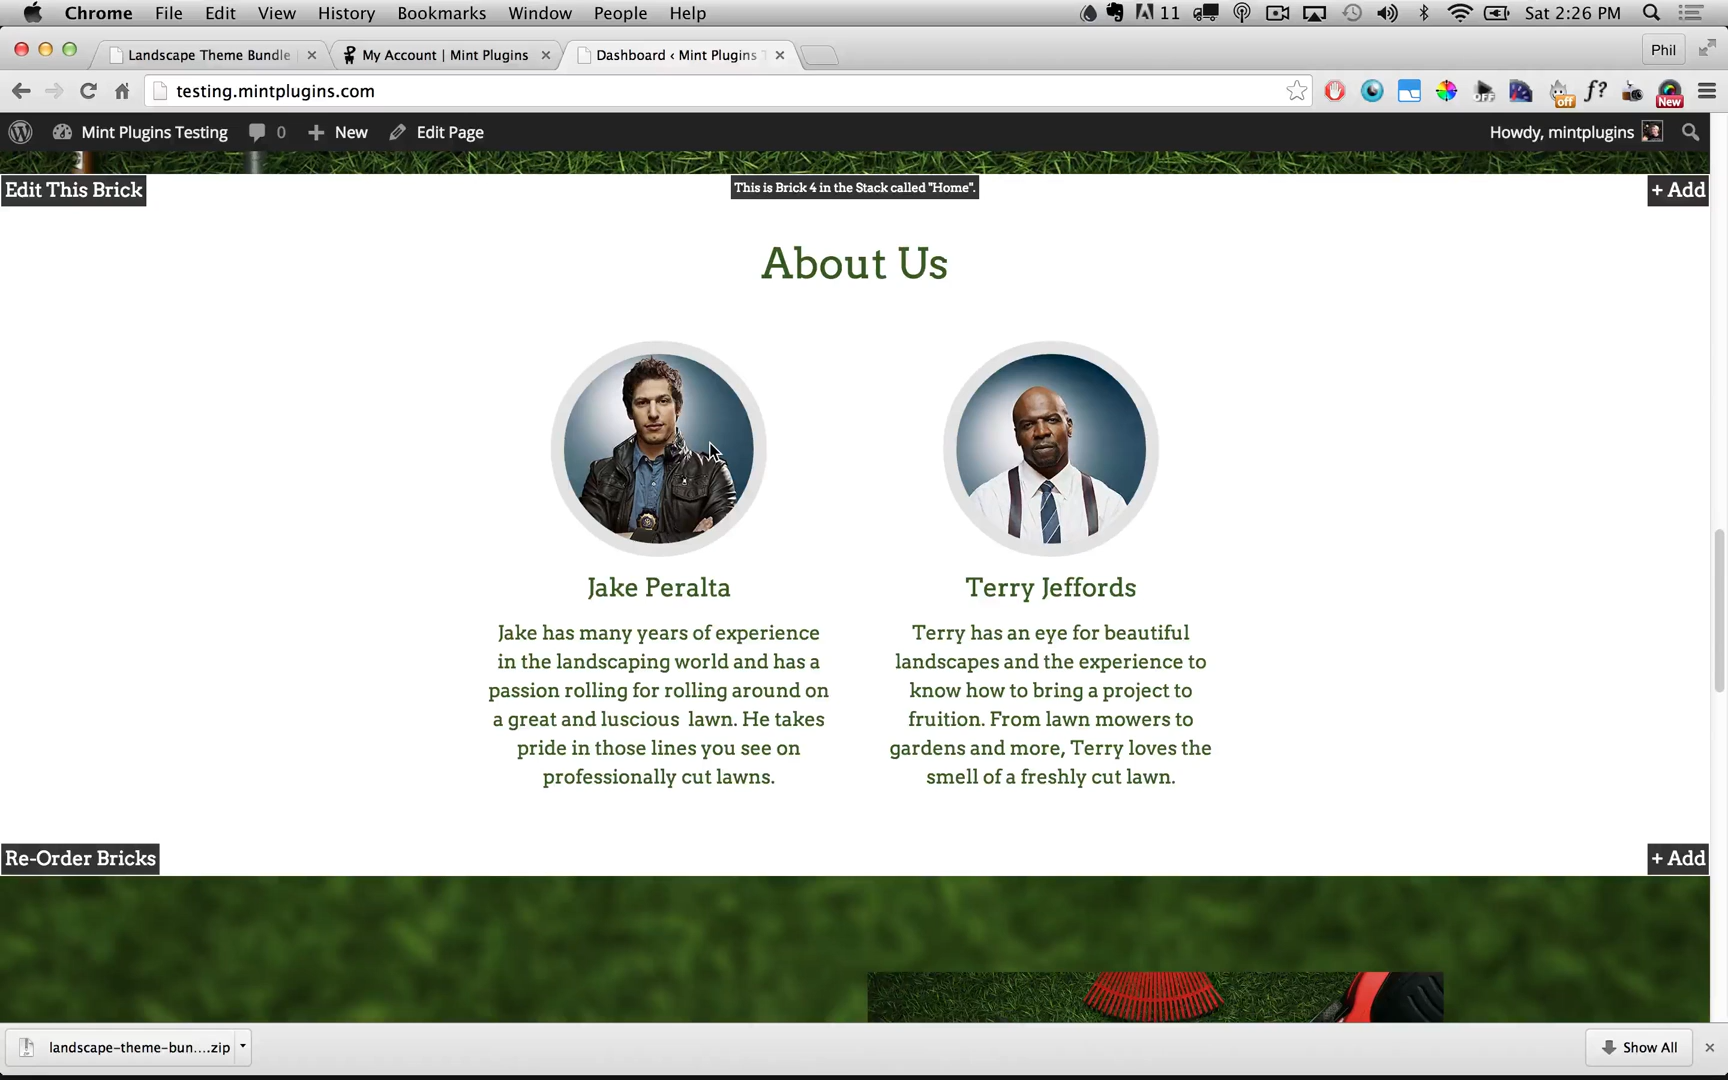 Chrome File Edit View History Bookmarks Window People Help 11 Sat 2:26 PM
Landscape Theme Bundle My Account | Mint Plugins Dashboard ‹ Mint Plugins Phil
testing.mintplugins.com OFF off f? New
Mint Plugins Testing 0 New Edit Page Howdy, mintplugins
Edit This Brick This is Brick 4 in the Stack called "Home". + Add
About Us
Jake Peralta
Jake has many years of experience
in the landscaping world and has a
passion rolling for rolling around on
a great and luscious lawn. He takes
pride in those lines you see on
professionally cut lawns.
Terry Jeffords
Terry has an eye for beautiful
landscapes and the experience to
know how to bring a project to
fruition. From lawn mowers to
gardens and more, Terry loves the
smell of a freshly cut lawn.
Re-Order Bricks + Add
landscape-theme-bun....zip Show All